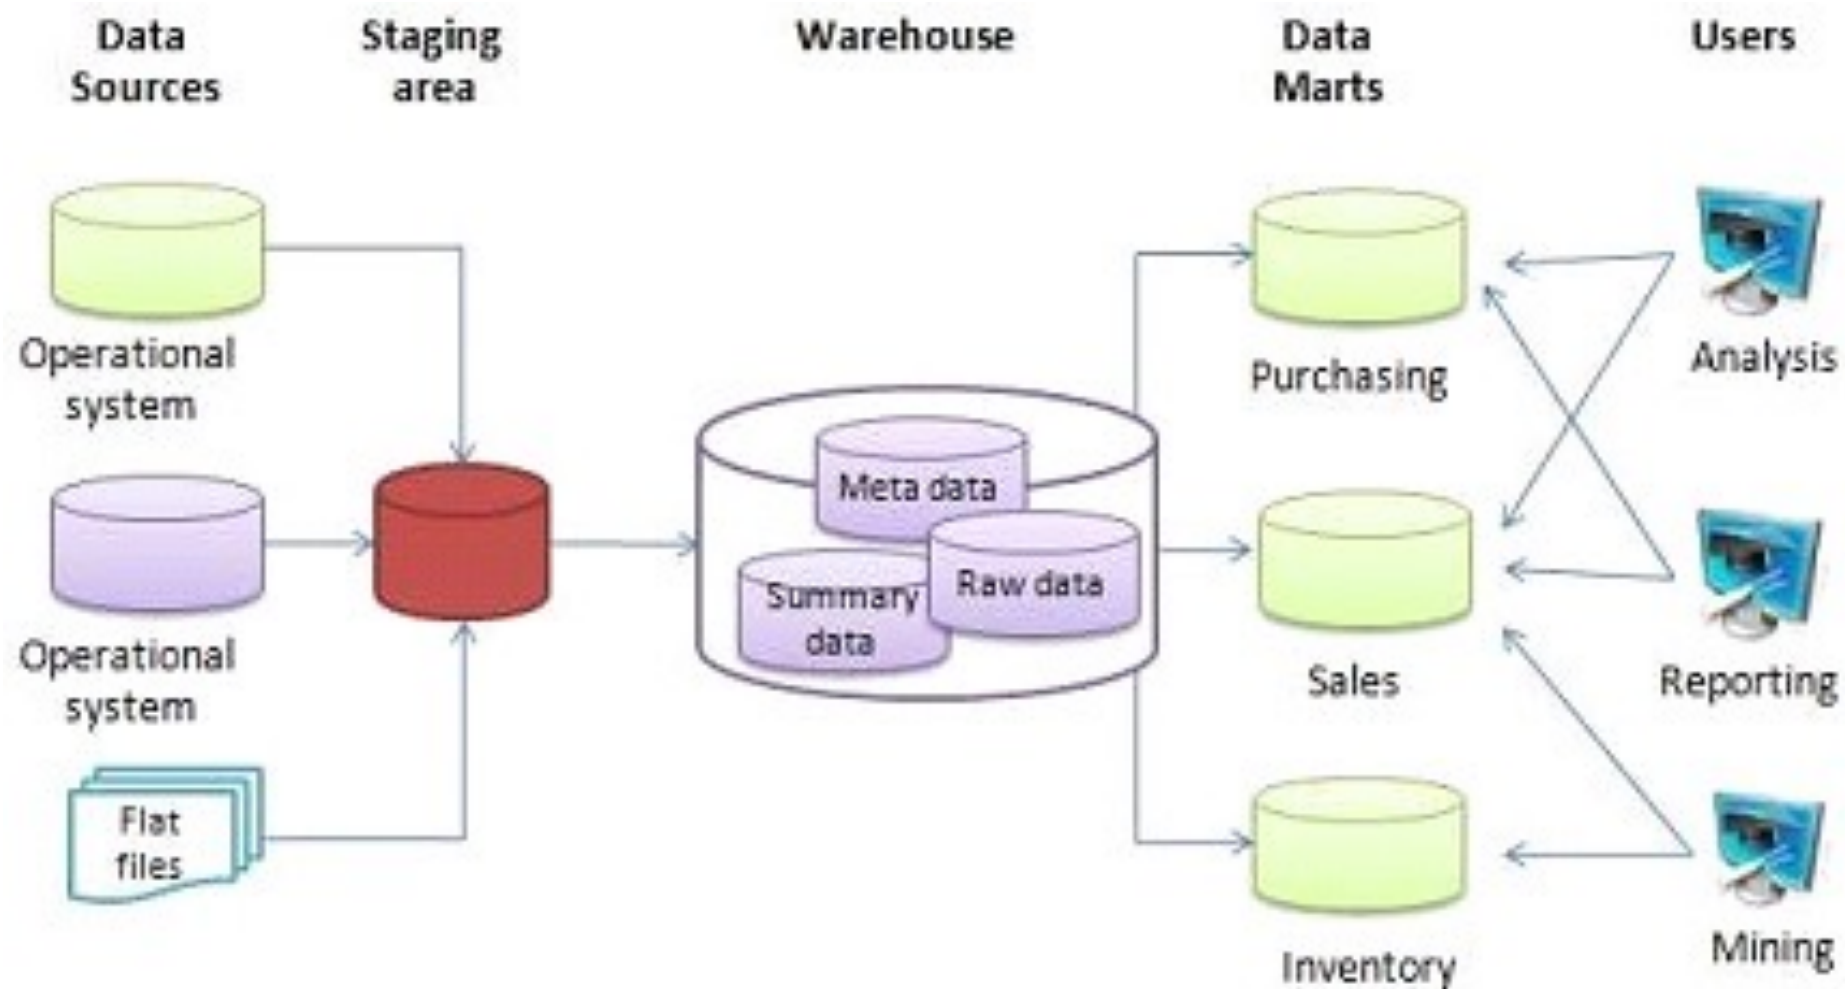 Data
Sources
Staging
area
Warehouse
Data
Marts
Users
Operational
system
Operational
system
Flat
files
Meta data
Summary
data
Raw data
Purchasing
Sales
Inventory
Analysis
Reporting
Mining